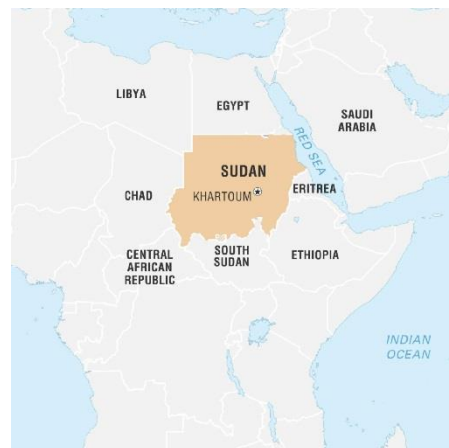 LIBYA
EGYPT
SAUDI
ARABIA
RED SEA
SUDAN
KHARTOUM
CHAD
ERITREA
CENTRAL
AFRICAN
REPUBLIC
SOUTH
SUDAN
ETHIOPIA
INDIAN
OCEAN